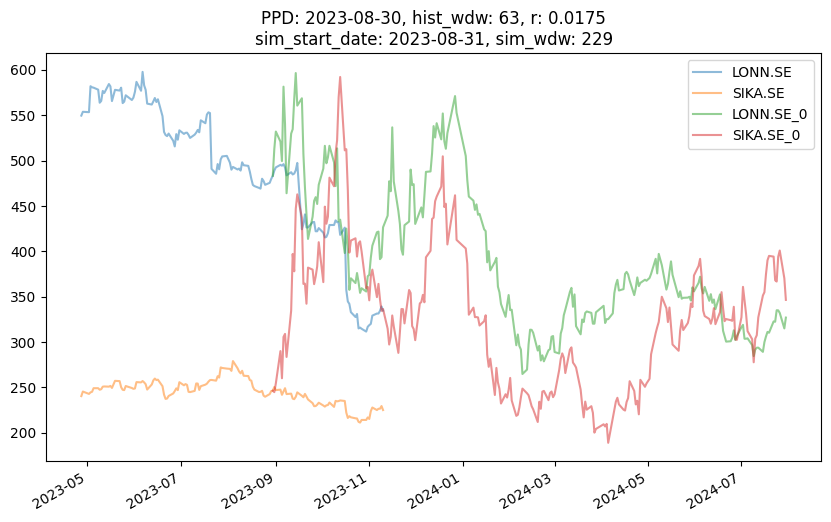 PPD: 2023-08-30, hist_wdw: 63, r: 0.0175
sim_start_date: 2023-08-31, sim_wdw: 229
LONN.SE
SIKA.SE
LONN.SE_0
SIKA.SE_0
600
550
500
450
400
350
300
250
200
2023-05
2023-07
2023-09
2023-11
2024-01
2024-03
2024-05
2024-07